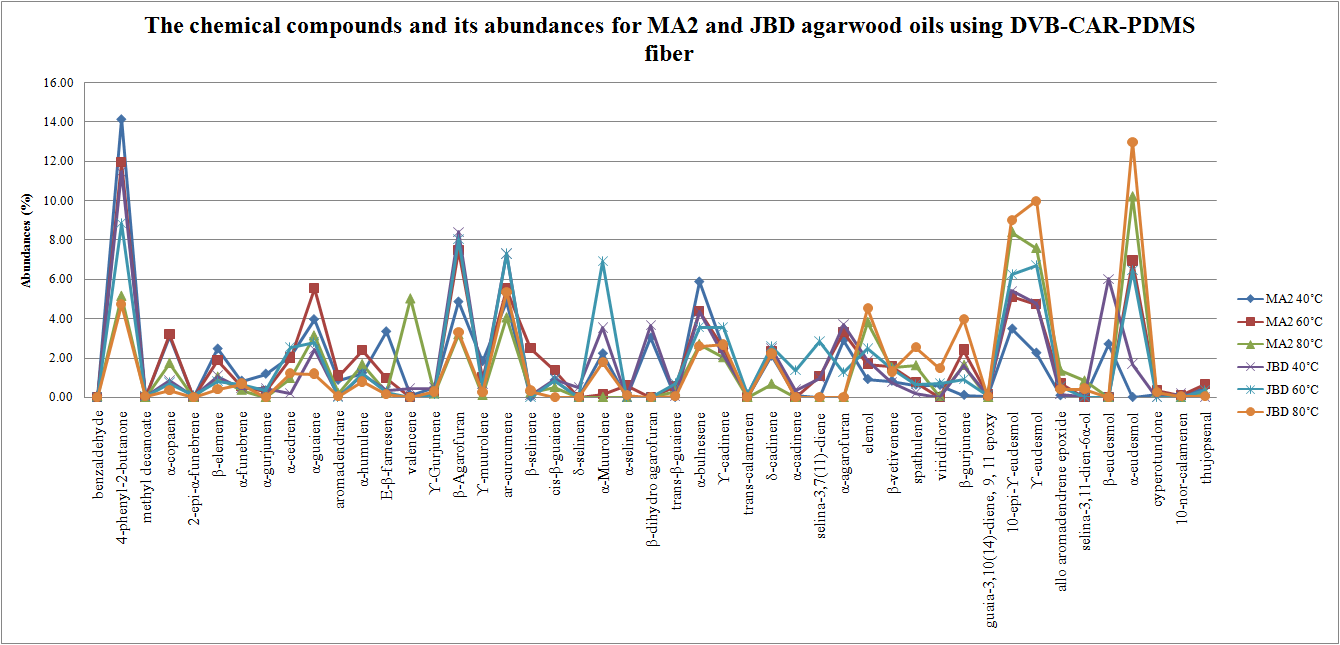 The chemical compounds and its abundances for MA2 and JBD agarwood oils using DVB-CAR-PDMS
fiber
16.00
14.00
12.00
10.00
8.00
6.00
4.00
2.00
0.00
Abundances (%)
benzaldehyde
4-phenyl-2-butanone
methyl decanoate
α-copaene
2-epi-α-funebrene
β-elemene
α-funebrene
α-gurjunene
α-cedrene
α-guaiene
aromadendrane
α-humulene
E-β-farnesene
valencene
ϒ-Gurjunene
β-Agarofuran
ϒ-muurolene
ar-curcumene
β-selinene
cis-β-guaiene
δ-selinene
α-Muurolene
α-selinene
β-dihydro agarofuran
trans-β-guaiene
α-bulnesene
ϒ-cadinene
trans-calamenen
δ-cadinene
α-cadinene
selina-3,7(11)-diene
α-agarofuran
elemol
β-vetivenene
spathulenol
viridflorol
β-gurjunene
guaia-3,10(14)-diene, 9, 11 epoxy
10-epi-ϒ-eudesmol
ϒ-eudesmol
allo aromadendrene epoxide
selina-3,11-dien-6α-ol
β-eudesmol
α-eudesmol
cyperotundone
10-nor-calamenen
thujopsenal
MA2 40˚C
MA2 60˚C
MA2 80˚C
JBD 40˚C
JBD 60˚C
JBD 80˚C